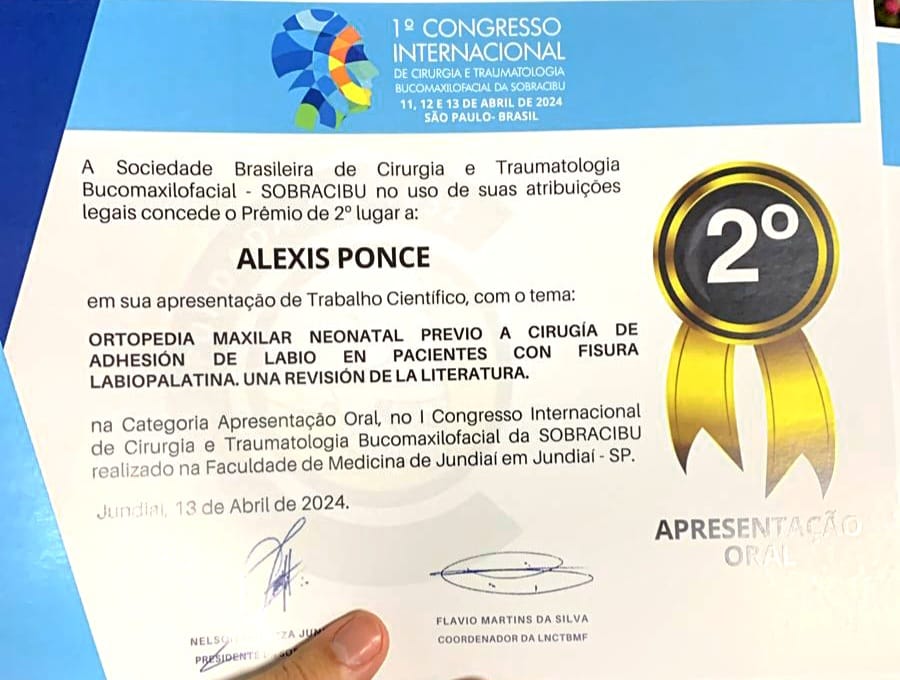 1º CONGRESSO
INTERNACIONAL
DE CIRURGIA E TRAUMATOLOGIA
BUCOMAXILOFACIAL DA SOBRACIBU
11, 12 E 13 DE ABRIL DE 2024
SÃO PAULO- BRASIL
A Sociedade Brasileira de Cirurgia e Traumatologia
Bucomaxilofacial - SOBRACIBU no uso de suas atribuições
legais concede o Prêmio de 2º lugar a:
ALEXIS PONCE
em sua apresentação de Trabalho Científico, com o tema:
ORTOPEDIA MAXILAR NEONATAL PREVIO A CIRUGÍA DE
ADHESIÓN DE LABIO EN PACIENTES CON FISURA
LABIOPALATINA. UNA REVISIÓN DE LA LITERATURA.
na Categoria Apresentação Oral, no I Congresso Internacional
de Cirurgia e Traumatologia Bucomaxilofacial da SOBRACIBU
realizado na Faculdade de Medicina de Jundiaí em Jundiaí - SP.
Jundiaí, 13 de Abril de 2024.
2º
APRESENTAÇÃO
ORAL
PRESIDENTE
FLAVIO MARTINS DA SILVA
COORDENADOR DA LNCTBMF